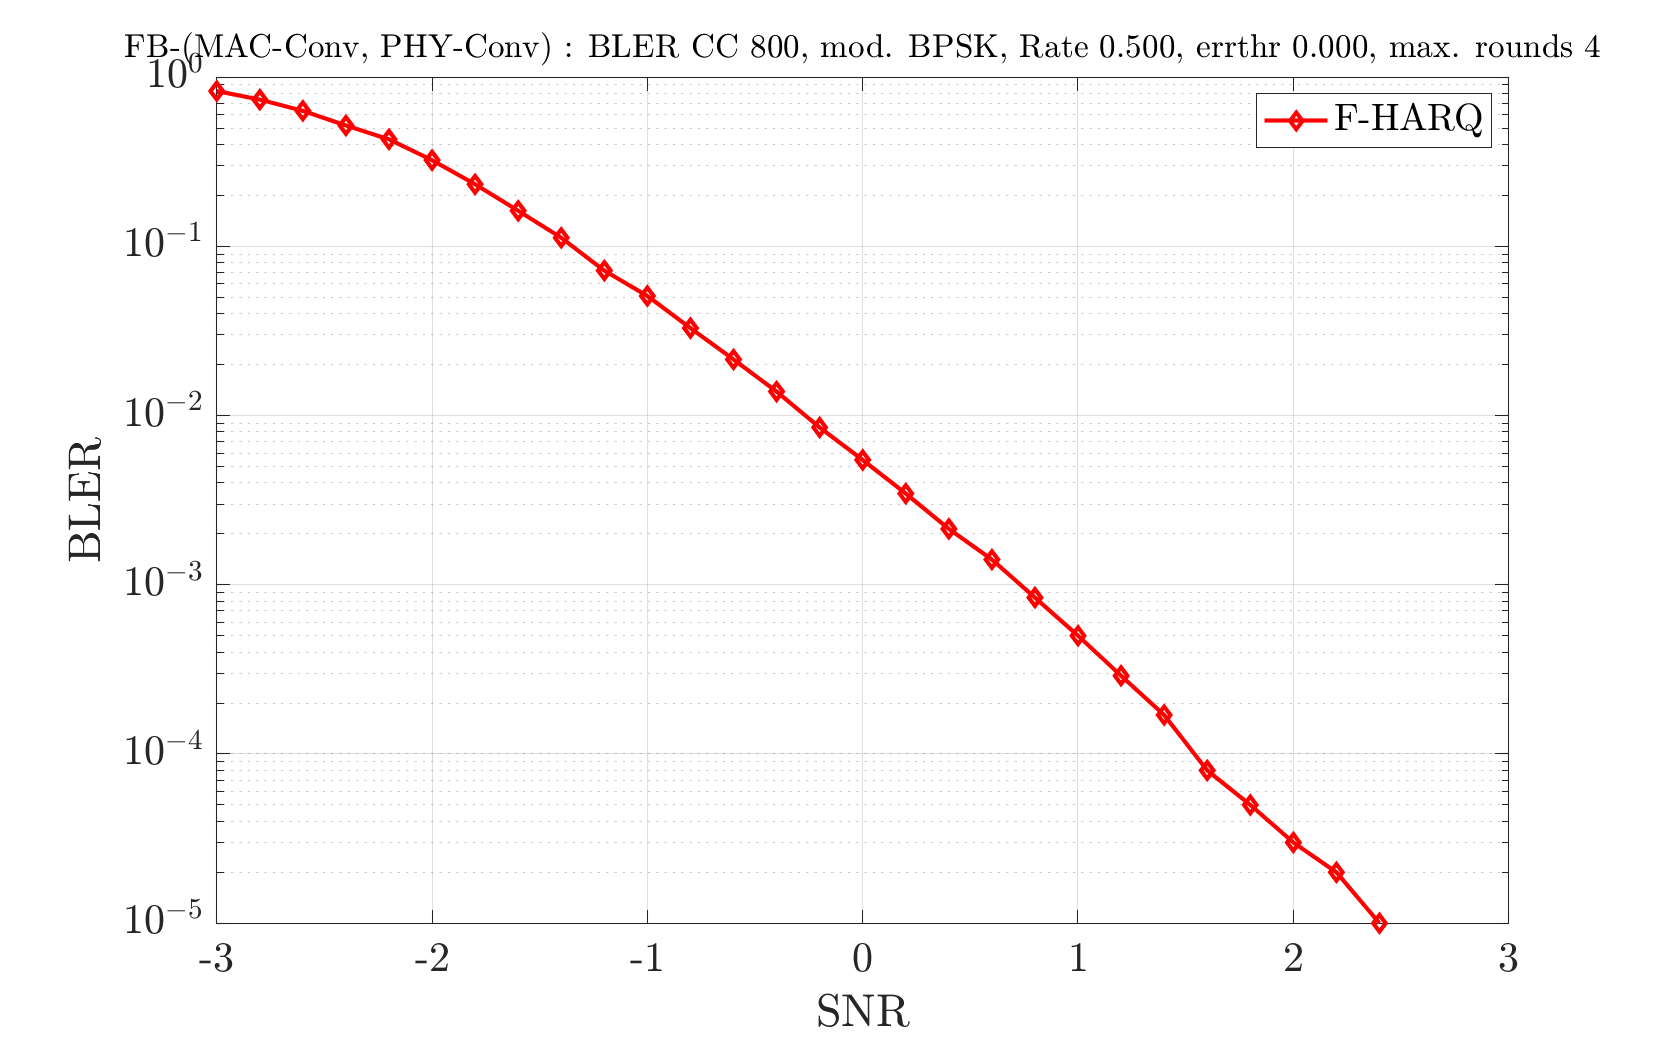 FB-(MAC-Conv, PHY-Conv) : BLER CC 800, mod. BPSK, Rate 0.500, errthr 0.000, max. rounds 4
10^0
F-HARQ
10^{-1}
10^{-2}
BLER
10^{-3}
10^{-4}
10^{-5}
-3 -2 -1 0 1 2 3
SNR